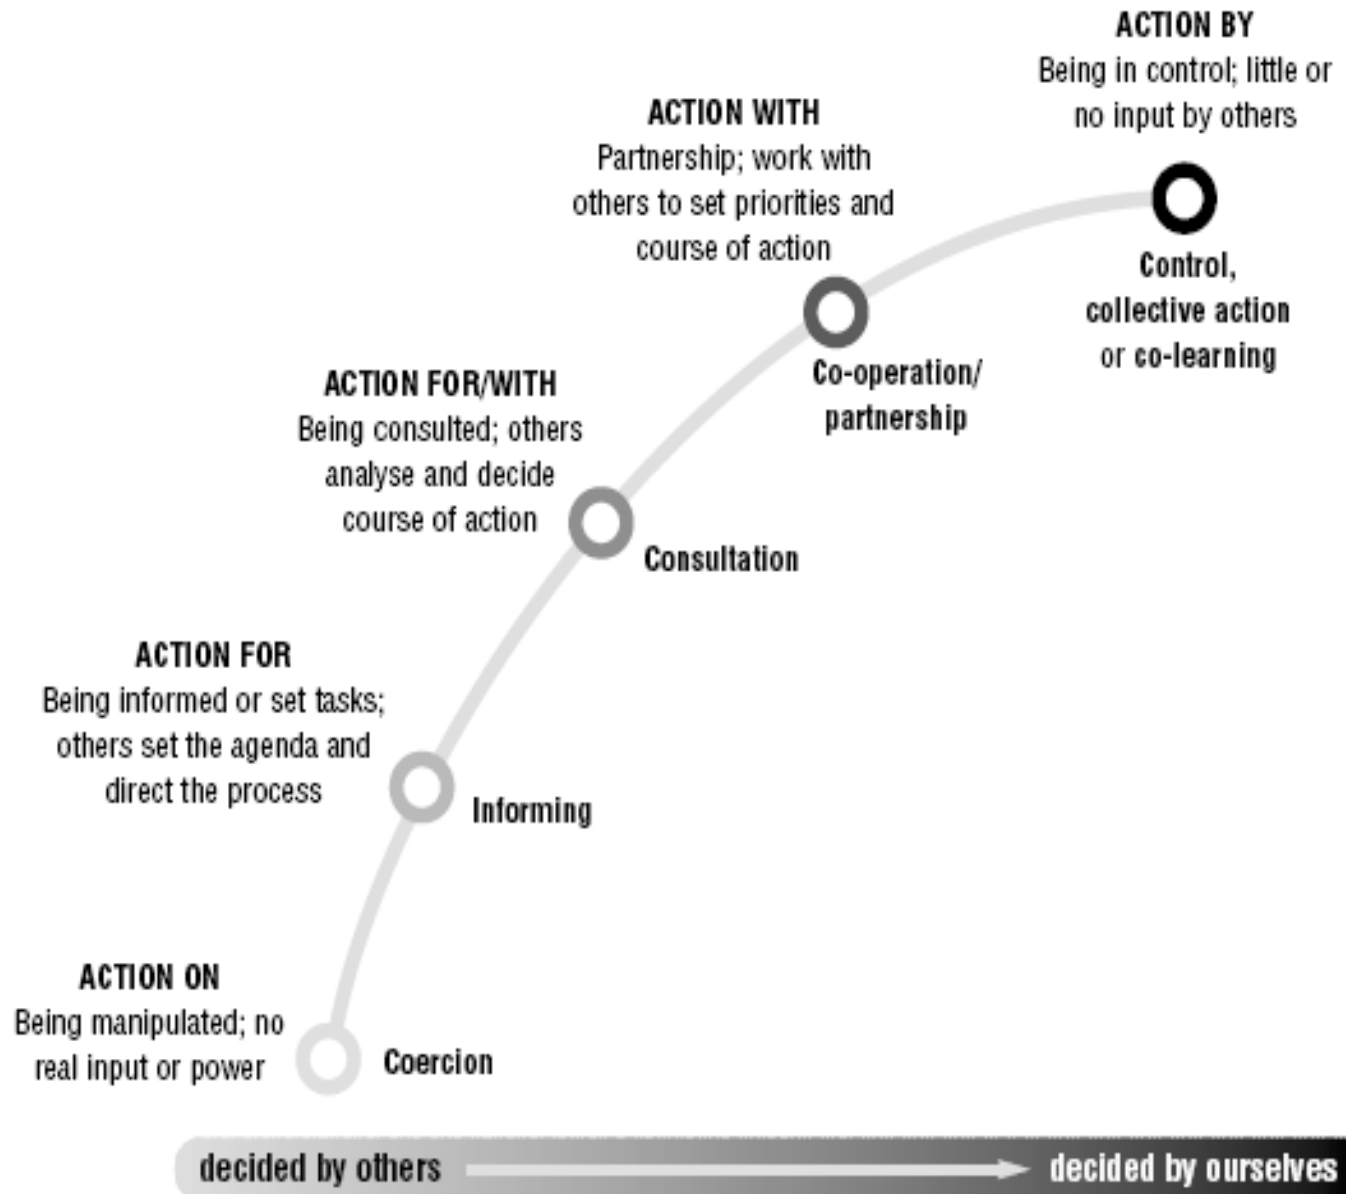 ACTION BY
Being in control; little or
no input by others
ACTION WITH
Partnership; work with
others to set priorities and
course of action
Control,
collective action
or co-learning
Co-operation/
partnership
ACTION FOR/WITH
Being consulted; others
analyse and decide
course of action
Consultation
ACTION FOR
Being informed or set tasks;
others set the agenda and
direct the process
Informing
ACTION ON
Being manipulated; no
real input or power
Coercion
decided by others
decided by ourselves